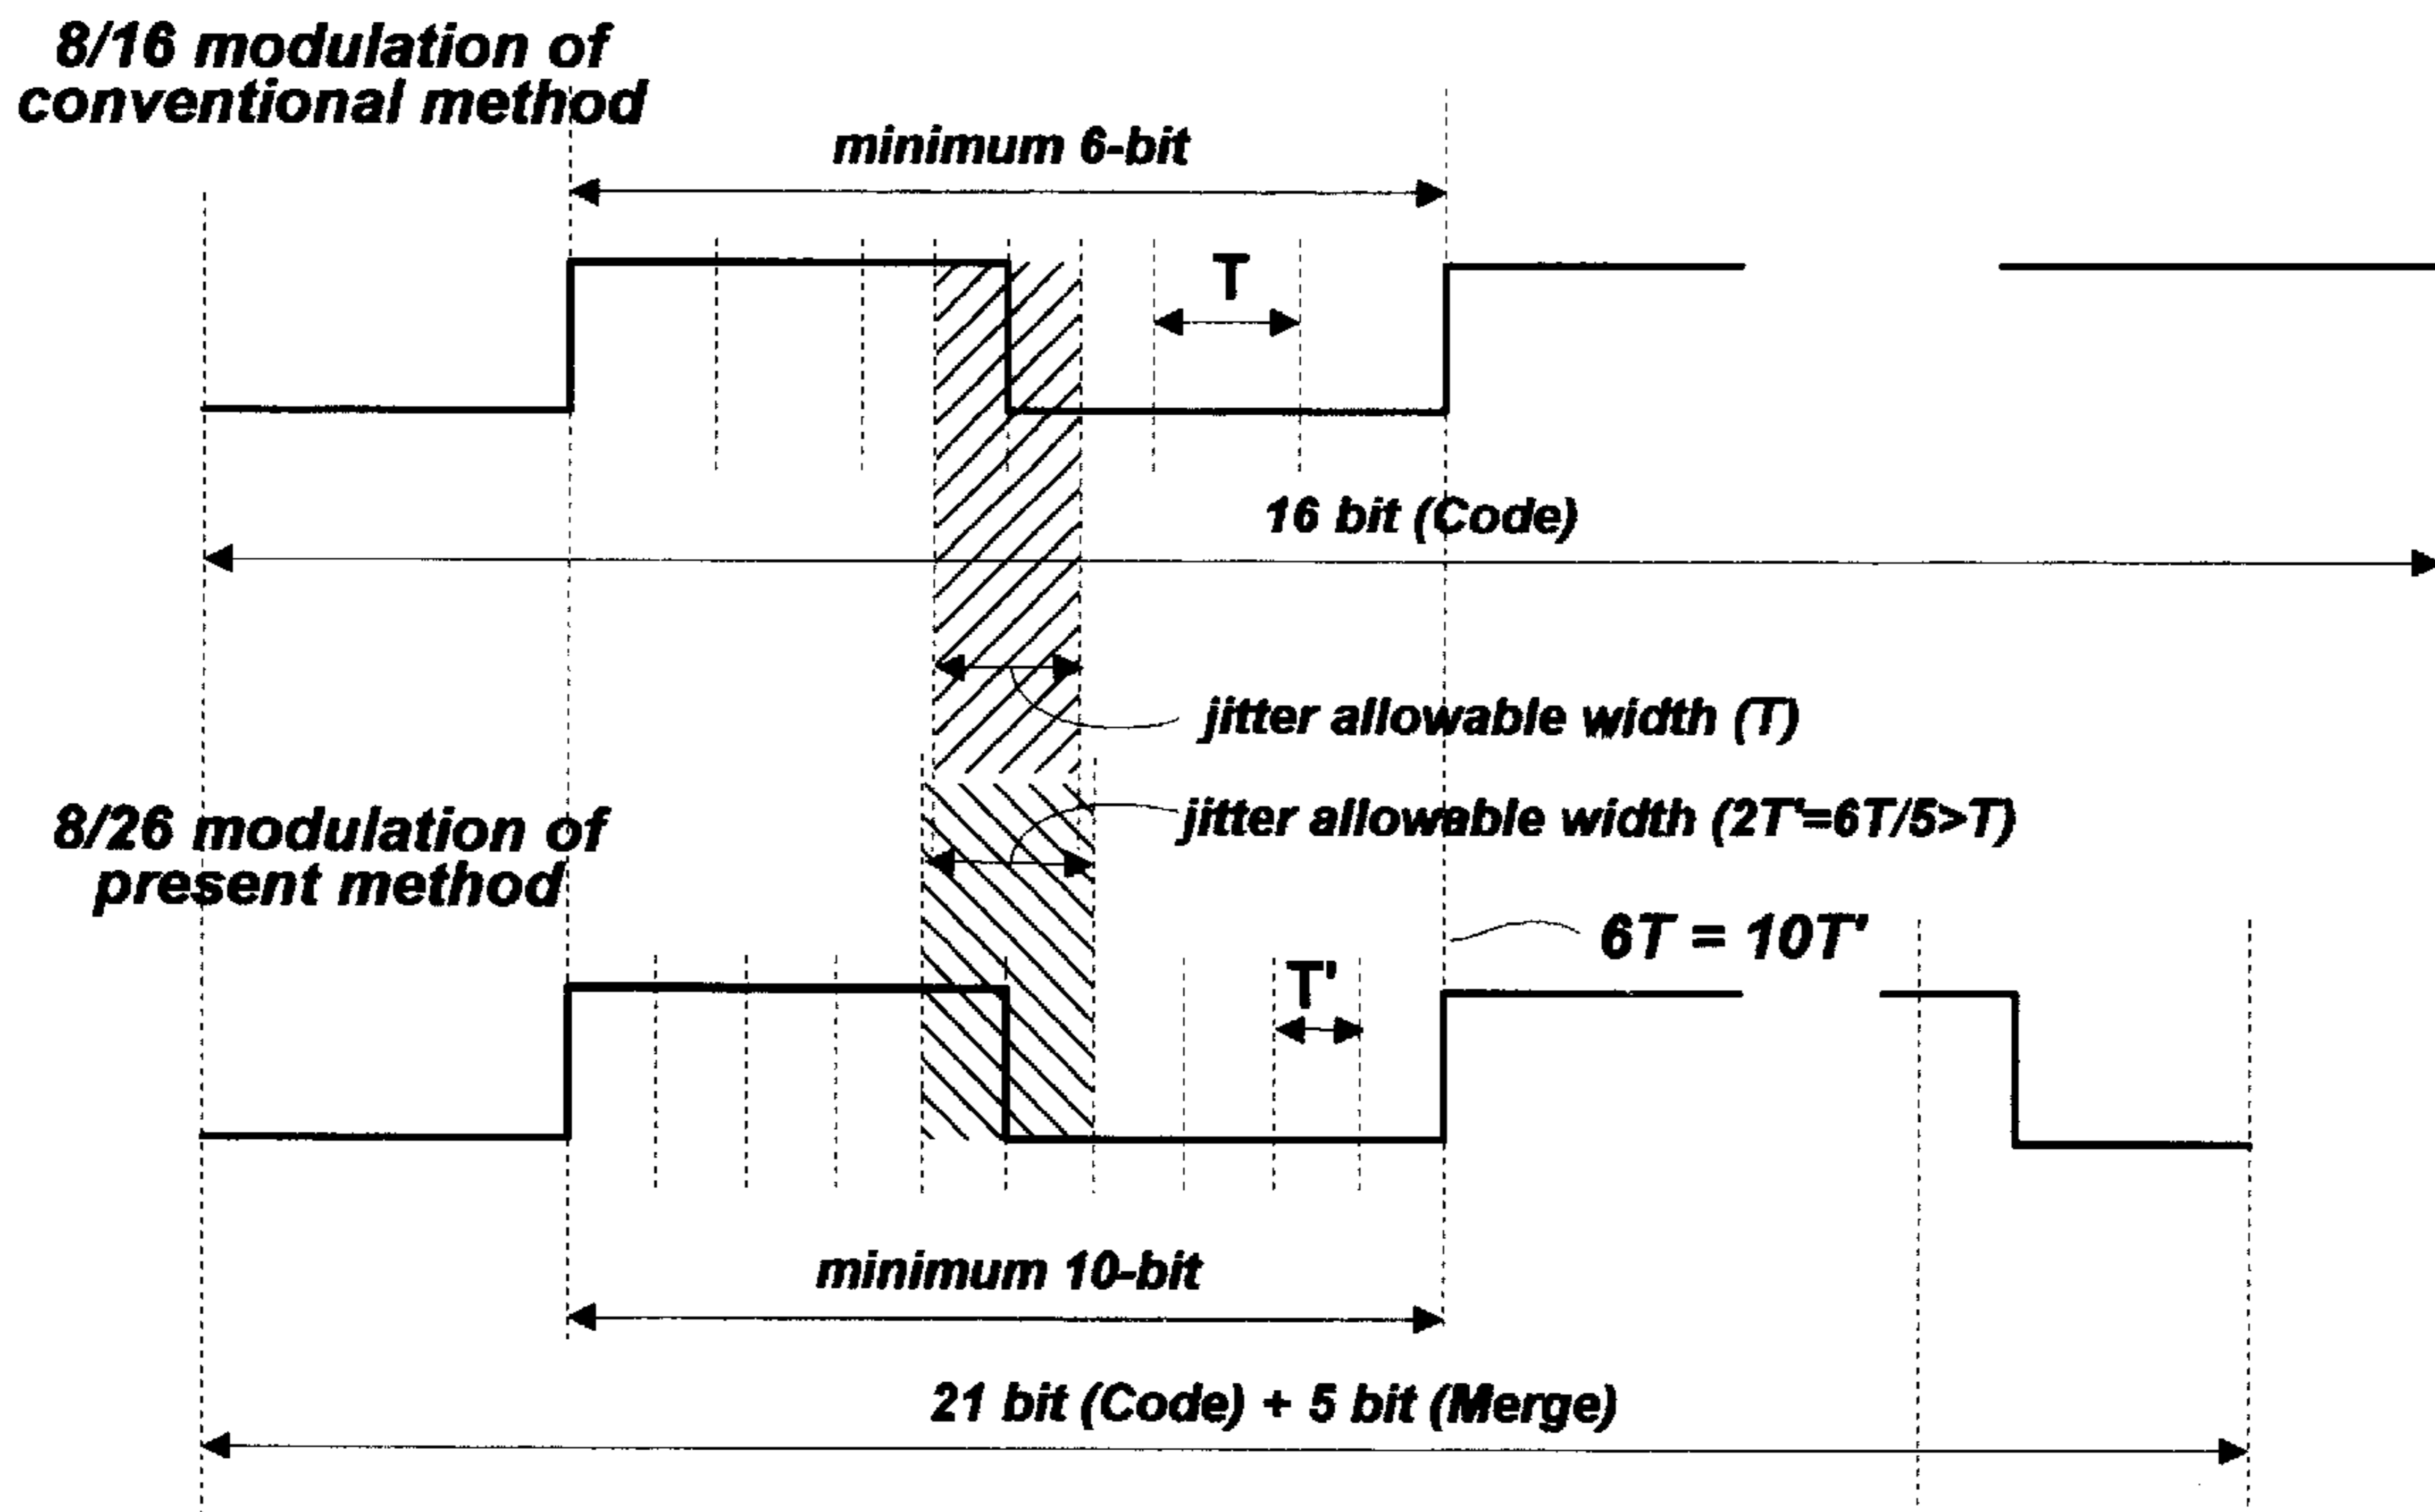 8/16 modulation of
conventional method
minimum 6-bit
T
16 bit (Code)
jitter allowable width (T)
jitter allowable width (2T'=6T/5>T)
8/26 modulation of
present method
6T = 10T'
T'
minimum 10-bit
21 bit (Code) + 5 bit (Merge)